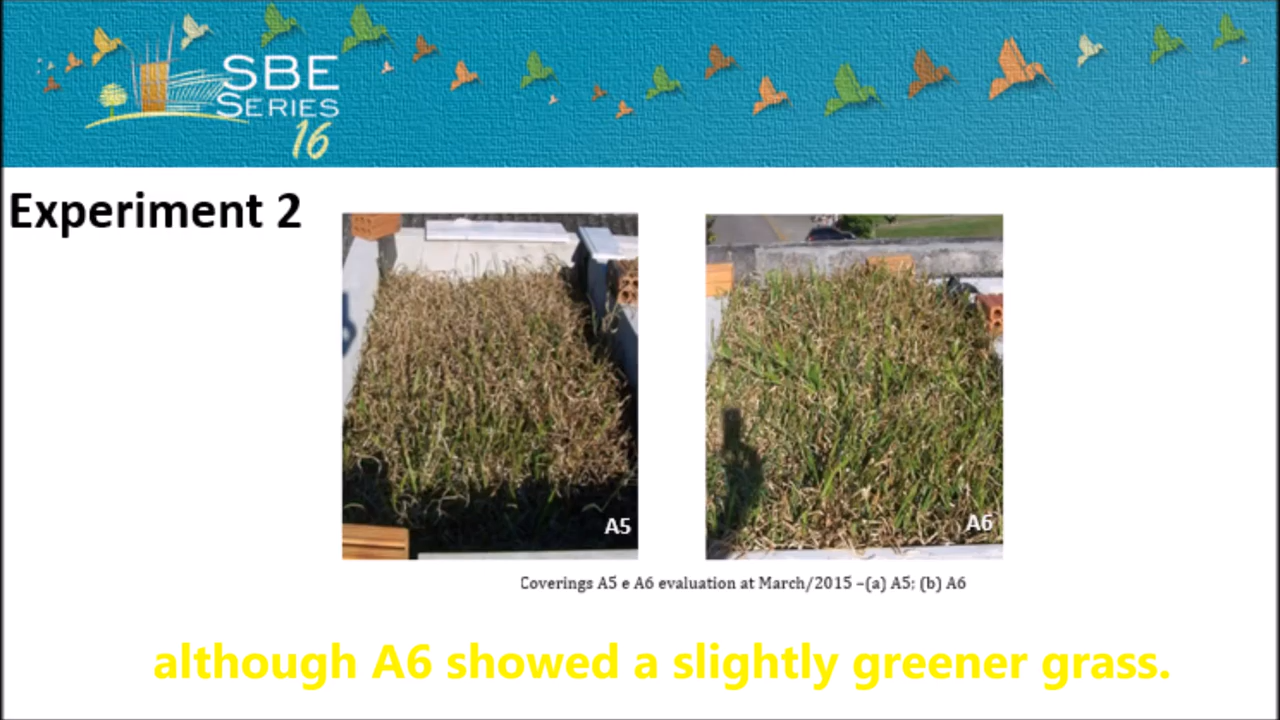 SBE
SERIES
16
Experiment 2
A5
A6
Coverings A5 e A6 evaluation at March/2015 –(a) A5; (b) A6
although A6 showed a slightly greener grass.